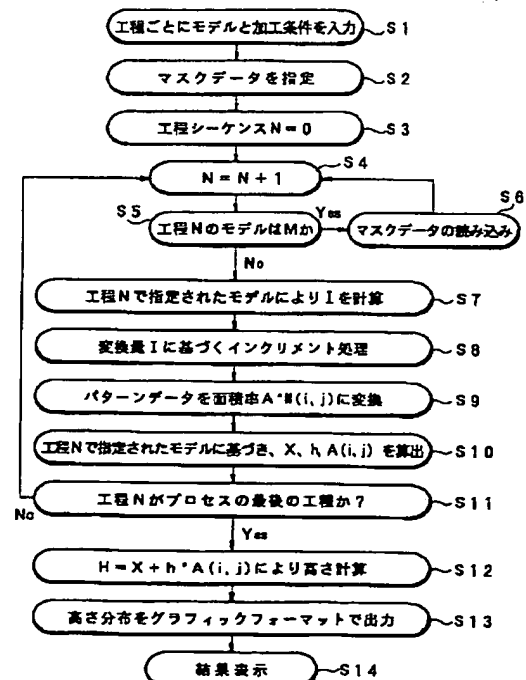 工程ごとにモデルと加工条件を入力 S1
マスクデータを指定 S2
工程シーケンスN=0 S3
N=N+1 S4
工程NのモデルはMか S5
Yes
マスクデータの読み込み S6
No
工程Nで指定されたモデルによりIを計算 S7
変換量Iに基づくインクリメント処理 S8
パターンデータを面積率A*#(i,j)に変換 S9
工程Nで指定されたモデルに基づき、X、h,A(i,j)を算出 S10
工程Nがプロセスの最後の工程か? S11
No
Yes
H=X+h*A(i,j)により高さ計算 S12
高さ分布をグラフィックフォーマットで出力 S13
結果表示 S14